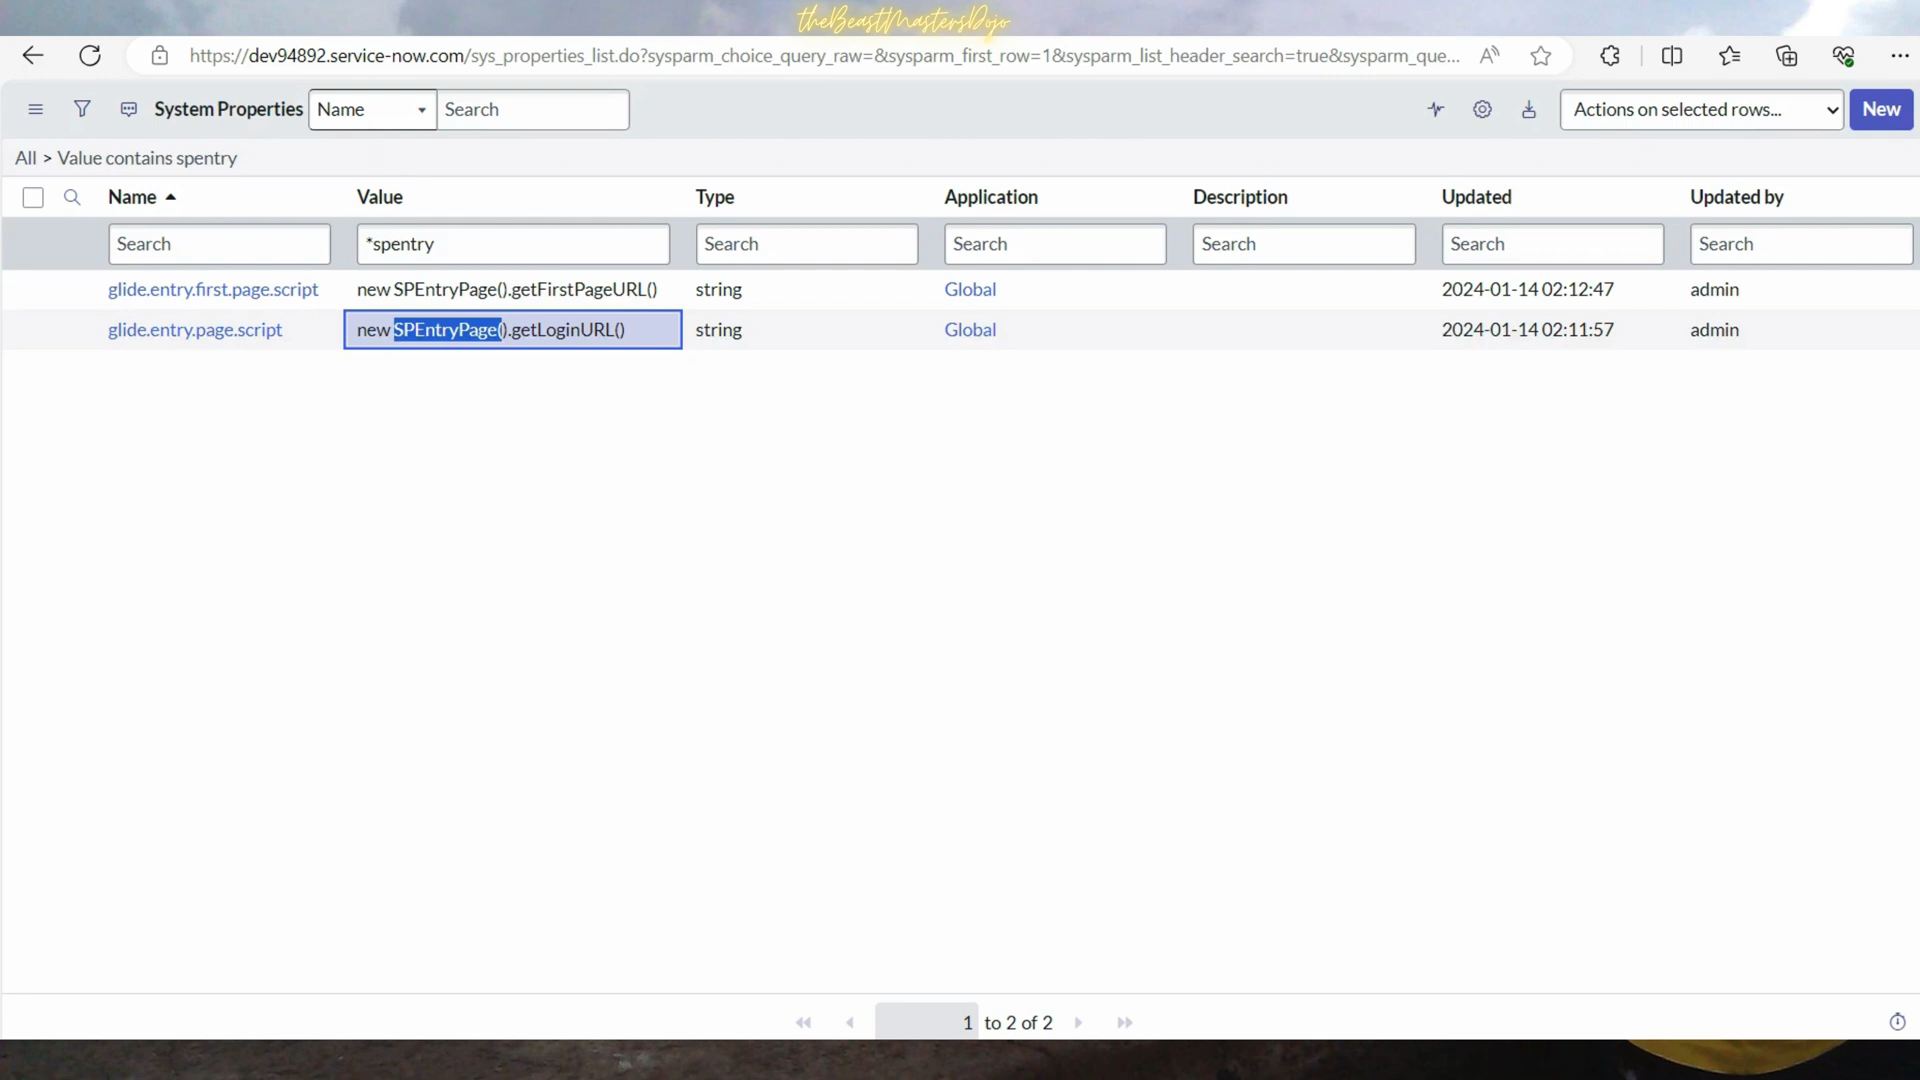 theBeastMastersDojo
https://dev94892.service-now.com/sys_properties_list.do?sysparm_choice_query_raw=&sysparm_first_row=1&sysparm_list_header_search=true&sysparm_que...
System Properties Name Search Actions on selected rows... New
All > Value contains spentry
Name Value Type Application Description Updated Updated by
Search *spentry Search Search Search Search Search
glide.entry.first.page.script new SPEntryPage().getFirstPageURL() string Global 2024-01-14 02:12:47 admin
glide.entry.page.script new SPEntryPage().getLoginURL() string Global 2024-01-14 02:11:57 admin
1 to 2 of 2